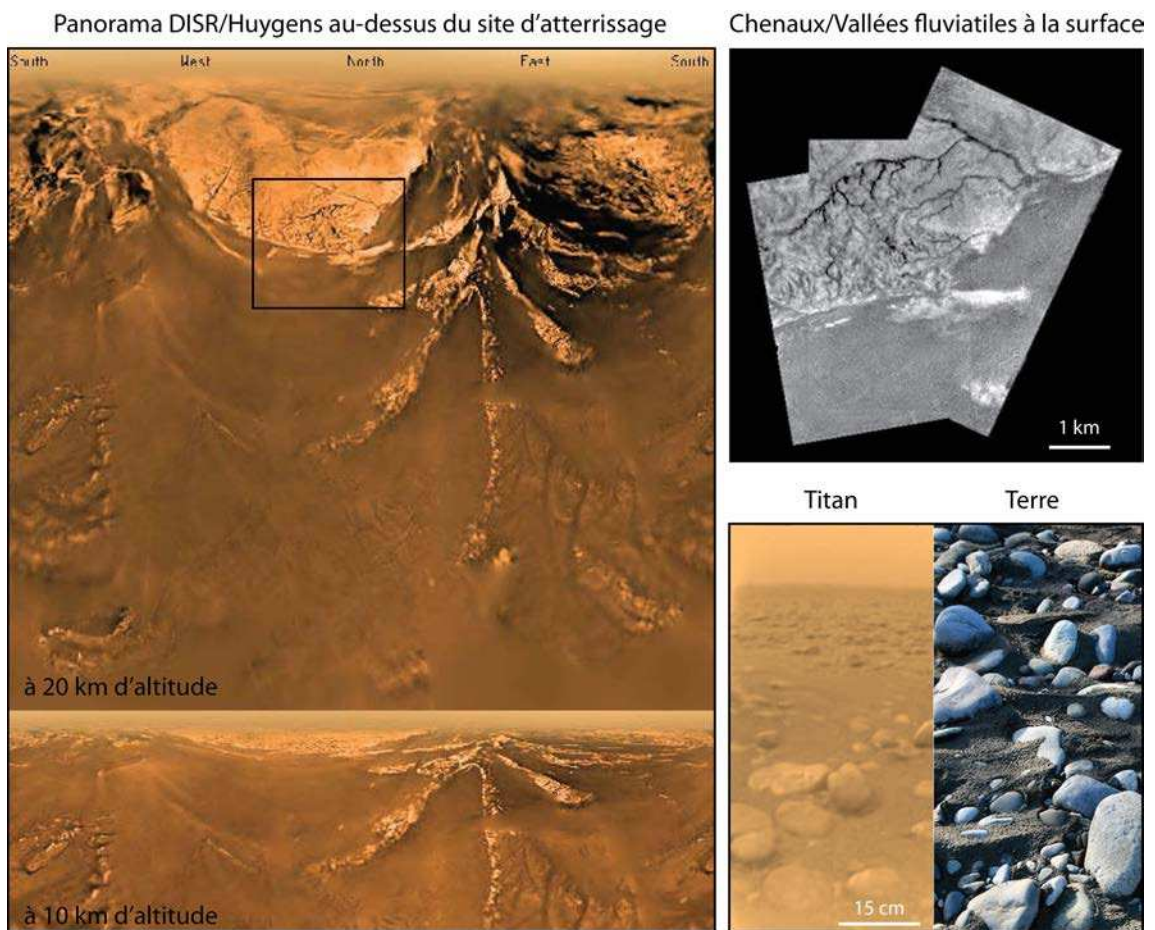 Panorama DISR/Huygens au-dessus du site d'atterrissage
South West North East South
à 20 km d'altitude
à 10 km d'altitude
Chenaux/Vallées fluviatiles à la surface
1 km
Titan Terre
15 cm